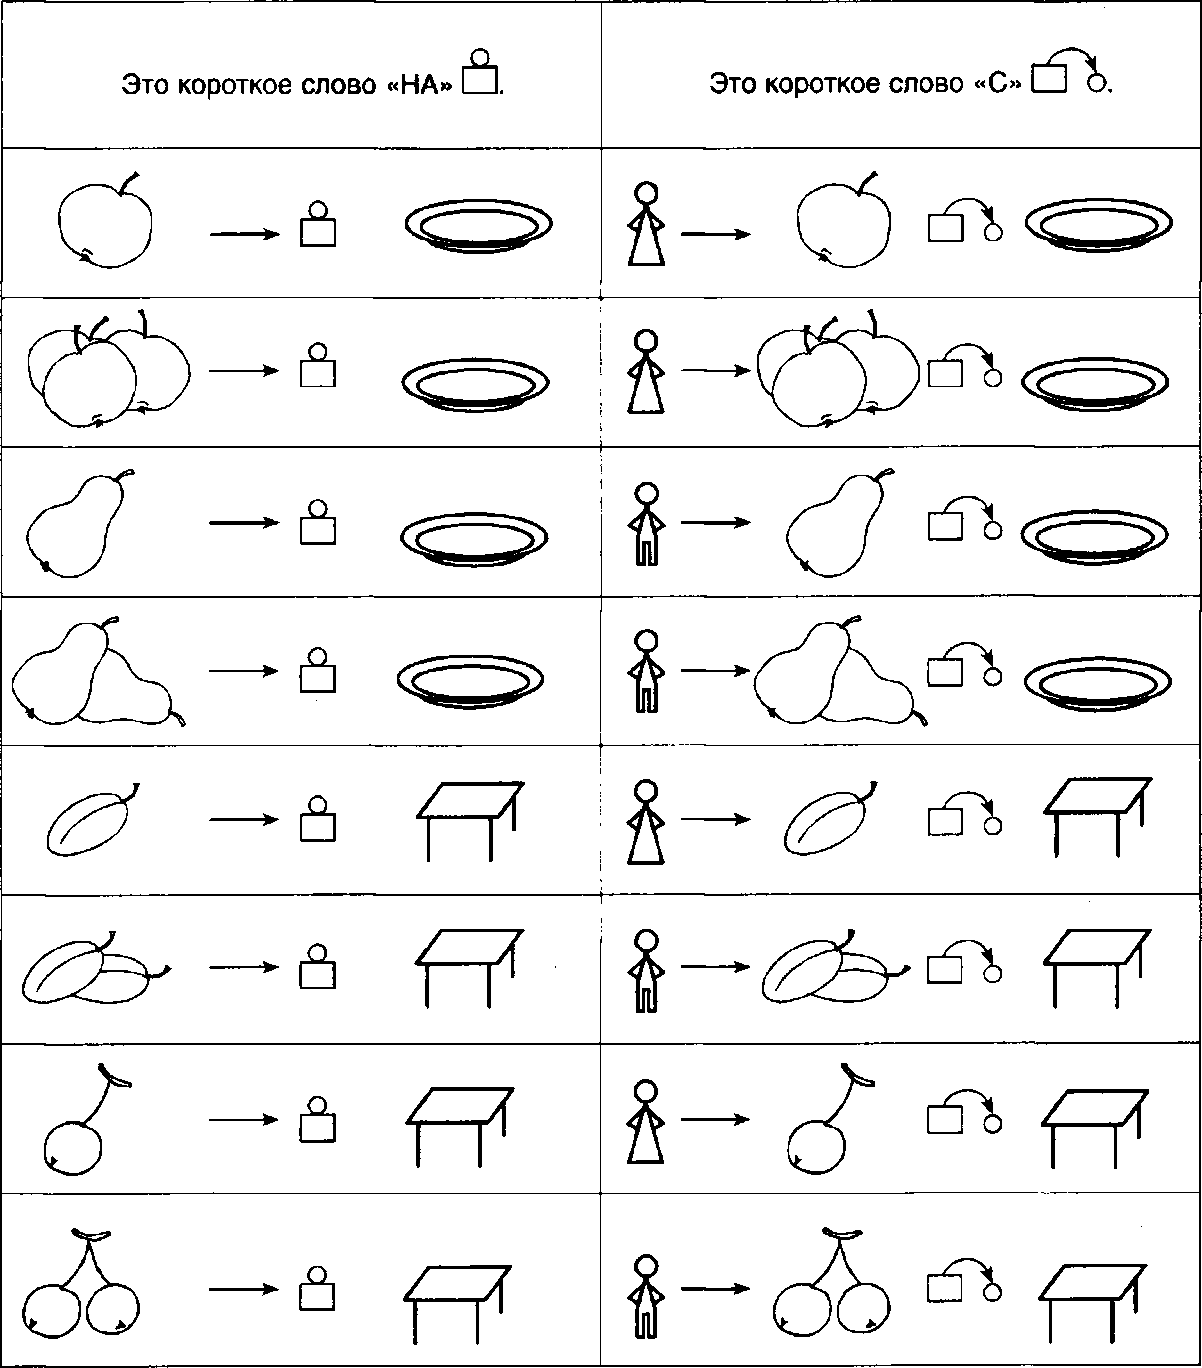 Это короткое слово «НА» .
Это короткое слово «С» .